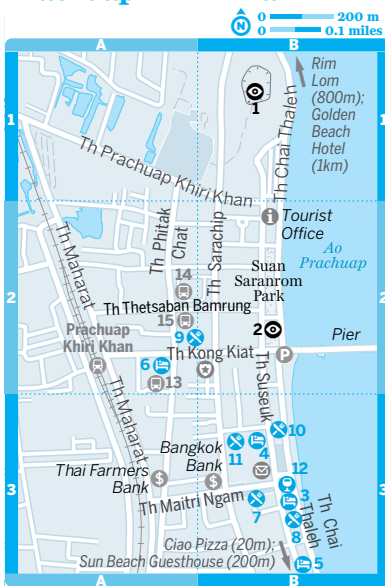 0 200 m
N 0 0.1 miles
A B
Rim
Lom
(800m);
Golden
Beach
Hotel
(1km)
1
1 1
Th Chai Thaleh
Th Prachuap Khiri Khan
Tourist
Office
Ao
Prachuap
Th Maharat
Th Phitak
Chat
Th Sarachip
Suan
Saranrom
Park
14
2 2
Th Thetsaban Bamrung
15
2
Prachuap
Khiri Khan
9
Pier
Th Kong Kiat
P
6
13
Th Suseuk
Th Maharat
10
Bangkok
Bank
11
4
Thai Farmers
Bank
$ $
12
3 3
Th Maitri Ngam
7
3
8
Th Chai
Thaleh
Ciao Pizza (20m);
Sun Beach Guesthouse (200m)
5
A B